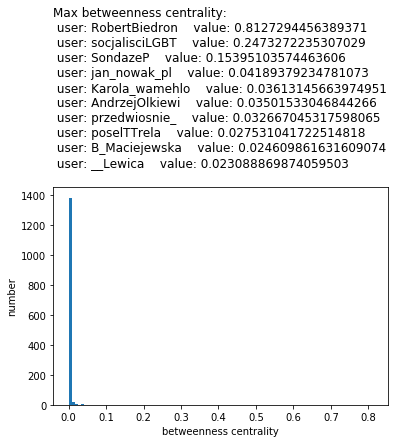 Max betweenness centrality:
user: RobertBiedron value: 0.8127294456389371
user: socjalisciLGBT value: 0.2473272235307029
user: SondazeP value: 0.15395103574463606
user: jan_nowak_pl value: 0.04189379234781073
user: Karola_wamehlo value: 0.03613145663974951
user: AndrzejOlkiewi value: 0.03501533046844266
user: przedwiosnie_ value: 0.032667045317598065
user: poselTTrela value: 0.027531041722514818
user: B_Maciejewska value: 0.024609861631609074
user: __Lewica value: 0.023088869874059503
1400
1200
1000
800
600
400
200
0
number
0.0 0.1 0.2 0.3 0.4 0.5 0.6 0.7 0.8
betweenness centrality